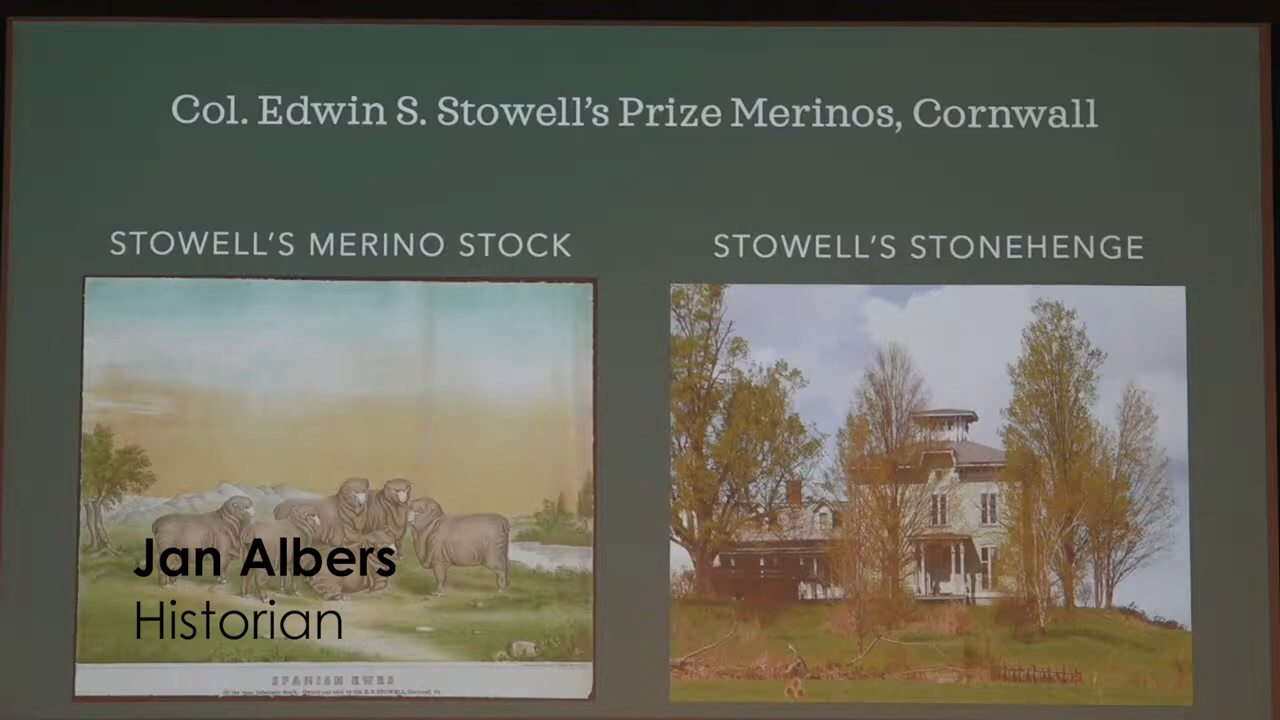 Col. Edwin S. Stowell's Prize Merinos, Cornwall
STOWELL'S MERINO STOCK
STOWELL'S STONEHENGE
Jan Albers
Historian
SPANISH EWES